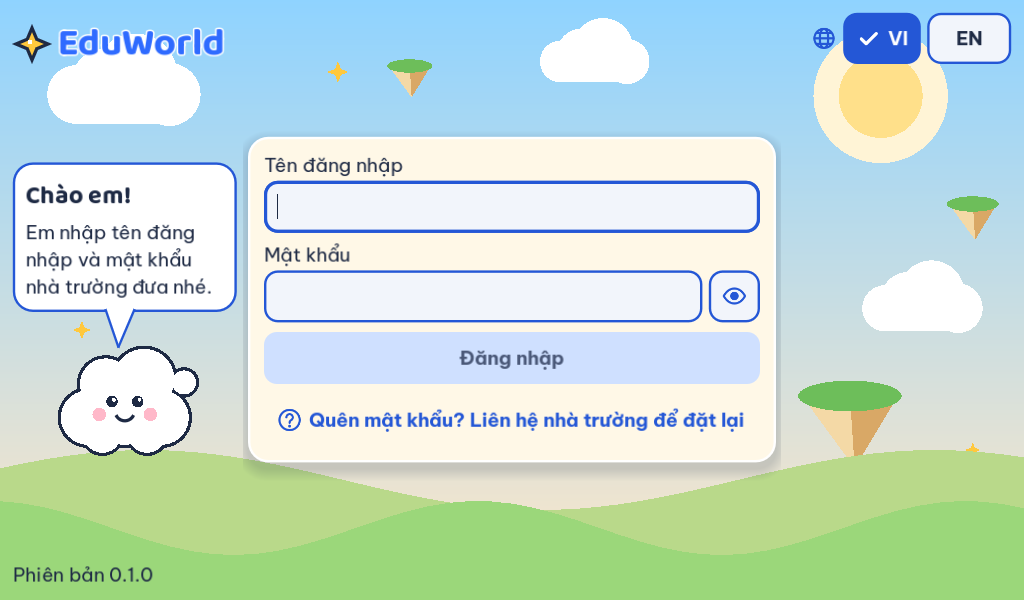 EduWorld
VI
EN
Chào em!
Em nhập tên đăng
nhập và mật khẩu
nhà trường đưa nhé.
Tên đăng nhập
Mật khẩu
Đăng nhập
Quên mật khẩu? Liên hệ nhà trường để đặt lại
Phiên bản 0.1.0